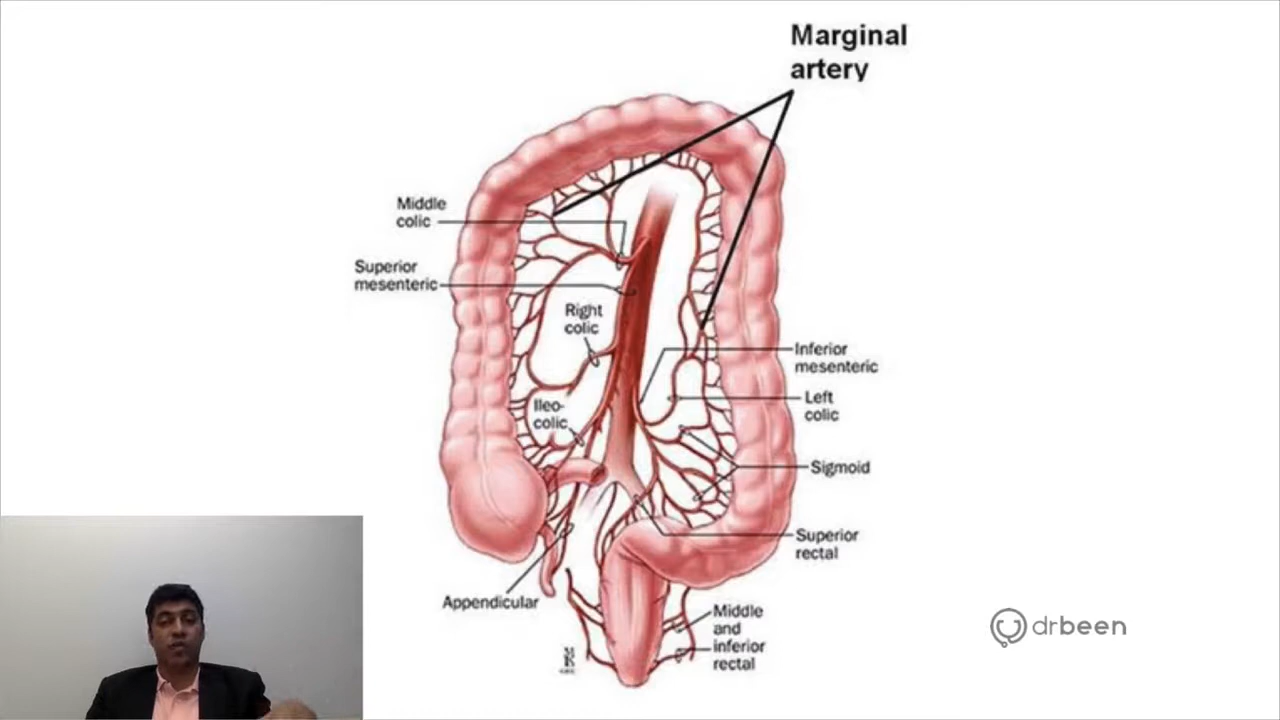 Marginal
artery
Middle
colic
Superior
mesenteric
Right
colic
Ileo-
colic
Inferior
mesenteric
Left
colic
Sigmoid
Superior
rectal
Appendicular
Middle
and
inferior
rectal
drbeen